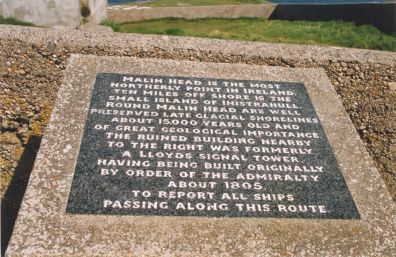 MALIN HEAD IS THE MOST
NORTHERLY POINT IN IRELAND.
TEN MILES OFF SHORE IS THE
SMALL ISLAND OF INISTRAHULL.
ROUND MALIN HEAD ARE WELL
PRESERVED LATE GLACIAL SHORELINES
ABOUT 15000 YEARS OLD AND
OF GREAT GEOLOGICAL IMPORTANCE.
THE RUINED BUILDING NEARBY
TO THE RIGHT WAS FORMERLY
A LLOYDS SIGNAL TOWER
HAVING BEEN BUILT ORIGINALLY
BY ORDER OF THE ADMIRALTY
ABOUT 1805.
TO REPORT ALL SHIPS
PASSING ALONG THIS ROUTE